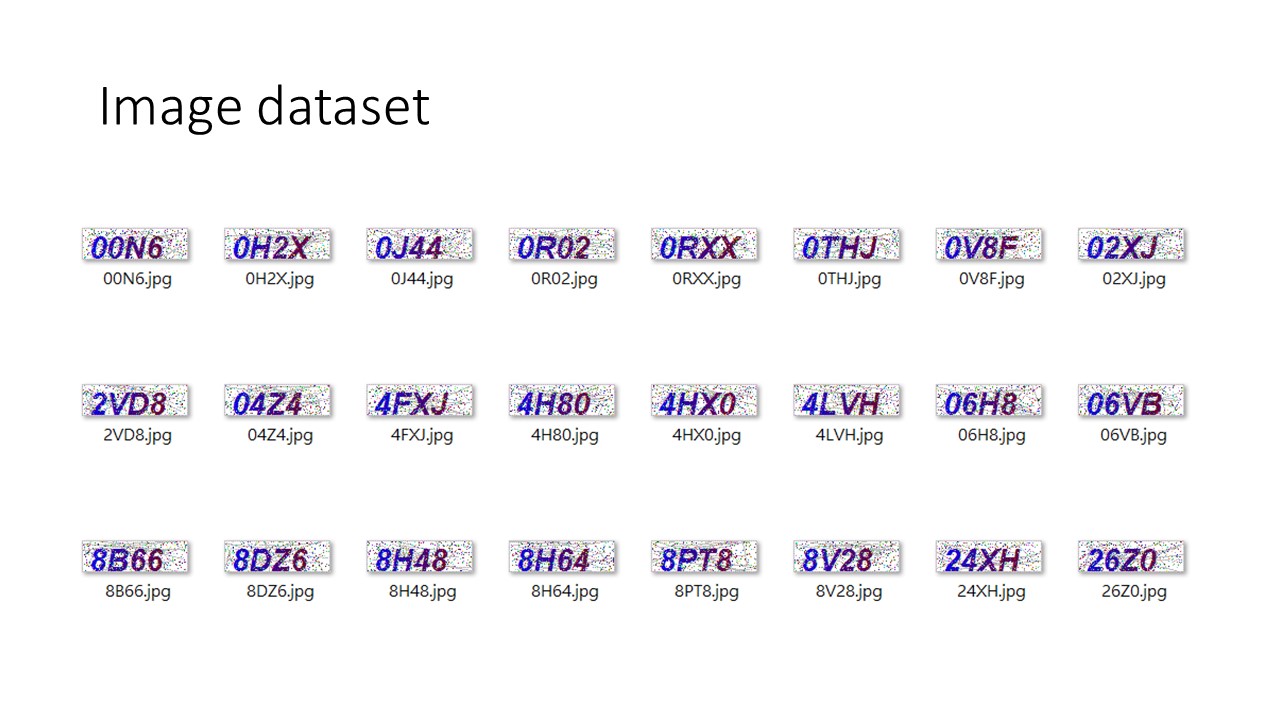 Image dataset
00N6 0H2X 0J44 0R02 0RXX 0THJ 0V8F 02XJ
00N6.jpg 0H2X.jpg 0J44.jpg 0R02.jpg 0RXX.jpg 0THJ.jpg 0V8F.jpg 02XJ.jpg
2VD8 04Z4 4FXJ 4H80 4HX0 4LVH 06H8 06VB
2VD8.jpg 04Z4.jpg 4FXJ.jpg 4H80.jpg 4HX0.jpg 4LVH.jpg 06H8.jpg 06VB.jpg
8B66 8DZ6 8H48 8H64 8PT8 8V28 24XH 26Z0
8B66.jpg 8DZ6.jpg 8H48.jpg 8H64.jpg 8PT8.jpg 8V28.jpg 24XH.jpg 26Z0.jpg